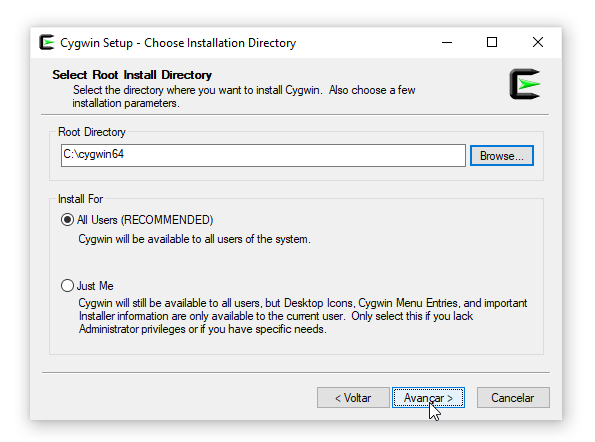 Cygwin Setup - Choose Installation Directory
Select Root Install Directory
Select the directory where you want to install Cygwin. Also choose a few
installation parameters.
Root Directory
C:\cygwin64
Browse...
Install For
All Users (RECOMMENDED)
Cygwin will be available to all users of the system.
Just Me
Cygwin will still be available to all users, but Desktop Icons, Cygwin Menu Entries, and important
Installer information are only available to the current user. Only select this if you lack
Administrator privileges or if you have specific needs.
< Voltar
Avançar >
Cancelar